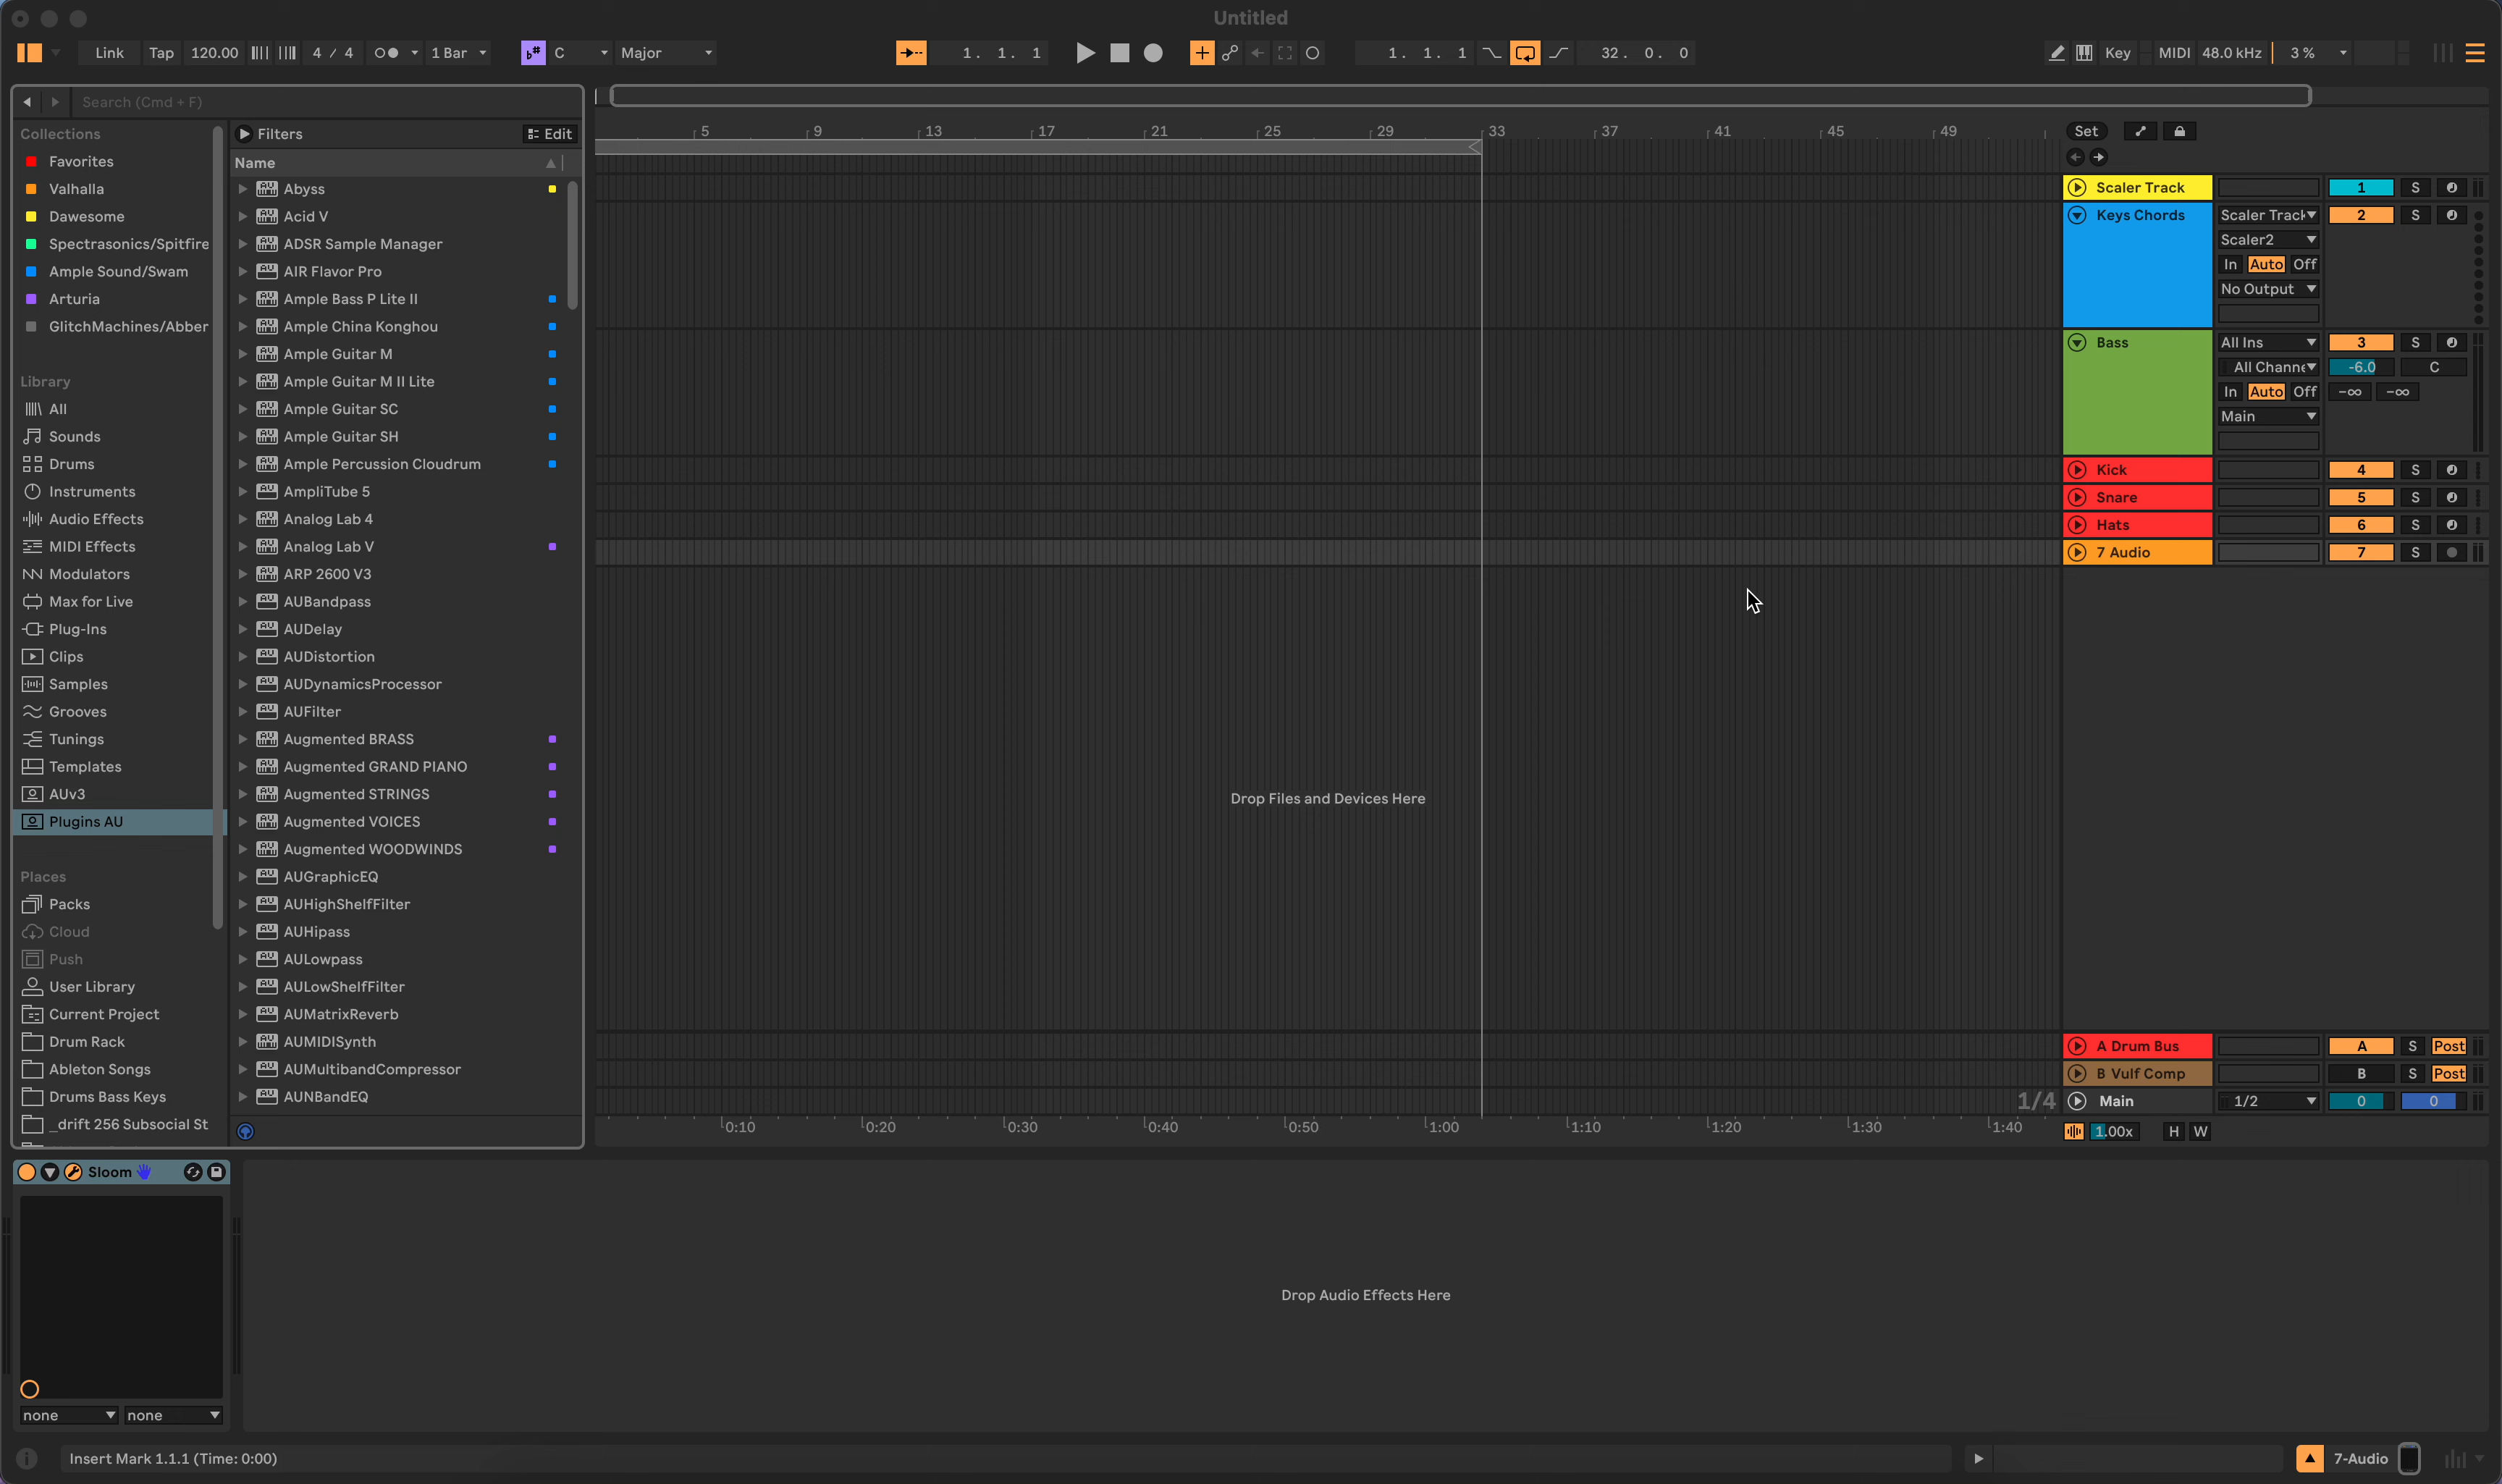 Untitled
Link Tap 120.00 4 / 4 1 Bar C Major 1. 1. 1 1. 1. 1 32. 0. 0 Key MIDI 48.0 kHz 3 %
Search (Cmd + F)
Collections
Favorites
Valhalla
Dawesome
Spectrasonics/Spitfire
Ample Sound/Swam
Arturia
GlitchMachines/Abber
Library
All
Sounds
Drums
Instruments
Audio Effects
MIDI Effects
Modulators
Max for Live
Plug-Ins
Clips
Samples
Grooves
Tunings
Templates
AUv3
Plugins AU
Places
Packs
Cloud
Push
User Library
Current Project
Drum Rack
Ableton Songs
Drums Bass Keys
_drift 256 Subsocial St
Filters Edit
Name
Abyss
Acid V
ADSR Sample Manager
AIR Flavor Pro
Ample Bass P Lite II
Ample China Konghou
Ample Guitar M
Ample Guitar M II Lite
Ample Guitar SC
Ample Guitar SH
Ample Percussion Cloudrum
AmpliTube 5
Analog Lab 4
Analog Lab V
ARP 2600 V3
AUBandpass
AUDelay
AUDistortion
AUDynamicsProcessor
AUFilter
Augmented BRASS
Augmented GRAND PIANO
Augmented STRINGS
Augmented VOICES
Augmented WOODWINDS
AUGraphicEQ
AUHighShelfFilter
AUHipass
AULowpass
AULowShelfFilter
AUMatrixReverb
AUMIDISynth
AUMultibandCompressor
AUNBandEQ
5 9 13 17 21 25 29 33 37 41 45 49
Set
Scaler Track 1 S
Keys Chords Scaler Track 2 S
Scaler2
In Auto Off
No Output
Bass All Ins 3 S
All Channe -6.0 C
In Auto Off -∞ -∞
Main
Kick 4 S
Snare 5 S
Hats 6 S
7 Audio 7 S
Drop Files and Devices Here
A Drum Bus A S Post
B Vulf Comp B S Post
1/4 Main 1/2 0 0
0:10 0:20 0:30 0:40 0:50 1:00 1:10 1:20 1:30 1:40 1.00x H W
Sloom
Drop Audio Effects Here
none none
Insert Mark 1.1.1 (Time: 0:00) 7-Audio